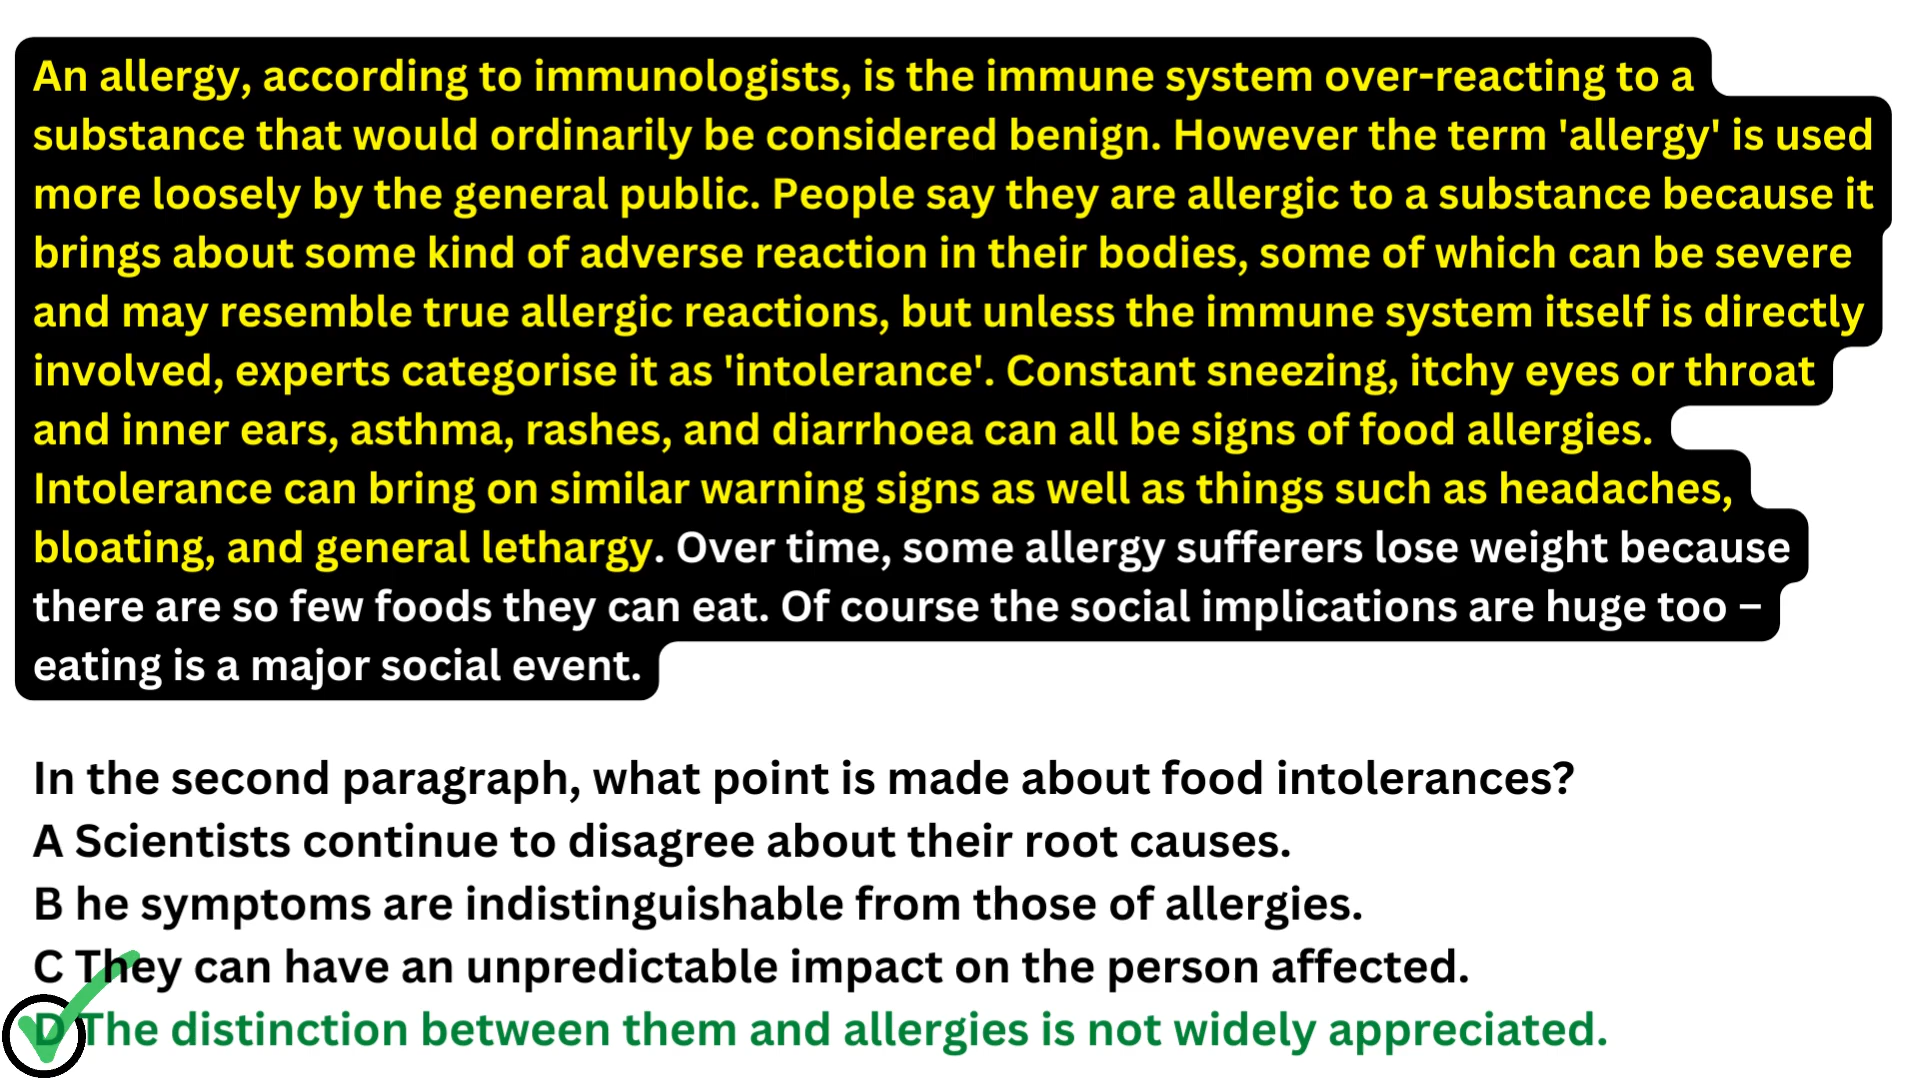 An allergy, according to immunologists, is the immune system over-reacting to a
substance that would ordinarily be considered benign. However the term 'allergy' is used
more loosely by the general public. People say they are allergic to a substance because it
brings about some kind of adverse reaction in their bodies, some of which can be severe
and may resemble true allergic reactions, but unless the immune system itself is directly
involved, experts categorise it as 'intolerance'. Constant sneezing, itchy eyes or throat
and inner ears, asthma, rashes, and diarrhoea can all be signs of food allergies.
Intolerance can bring on similar warning signs as well as things such as headaches,
bloating, and general lethargy. Over time, some allergy sufferers lose weight because
there are so few foods they can eat. Of course the social implications are huge too –
eating is a major social event.
In the second paragraph, what point is made about food intolerances?
A Scientists continue to disagree about their root causes.
B he symptoms are indistinguishable from those of allergies.
C They can have an unpredictable impact on the person affected.
D The distinction between them and allergies is not widely appreciated.